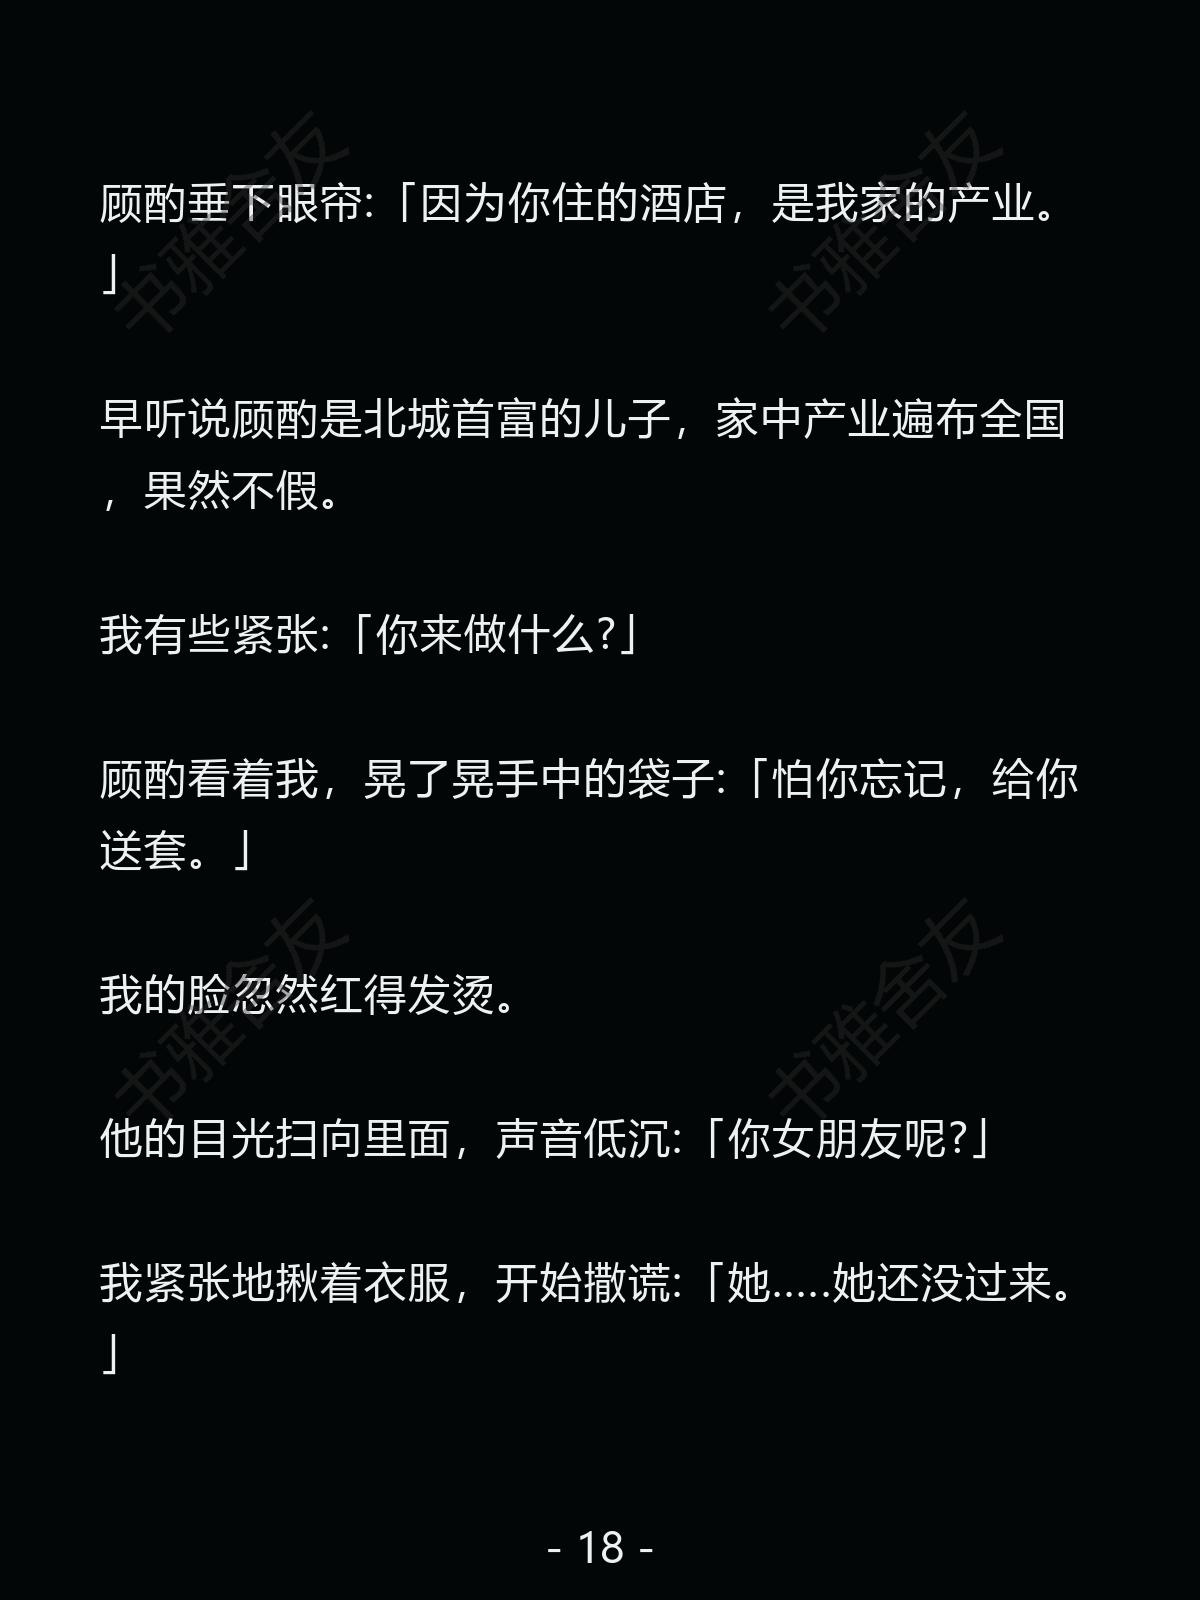 顾酌垂下眼帘:「因为你住的酒店，是我家的产业。
」
早听说顾酌是北城首富的儿子，家中产业遍布全国
，果然不假。
我有些紧张:「你来做什么?」
顾酌看着我，晃了晃手中的袋子:「怕你忘记，给你
送套。」
我的脸忽然红得发烫。
他的目光扫向里面，声音低沉:「你女朋友呢?」
我紧张地揪着衣服，开始撒谎:「她.....她还没过来。
」
- 18 -
书雅舍友
书雅舍友
书雅舍友
书雅舍友